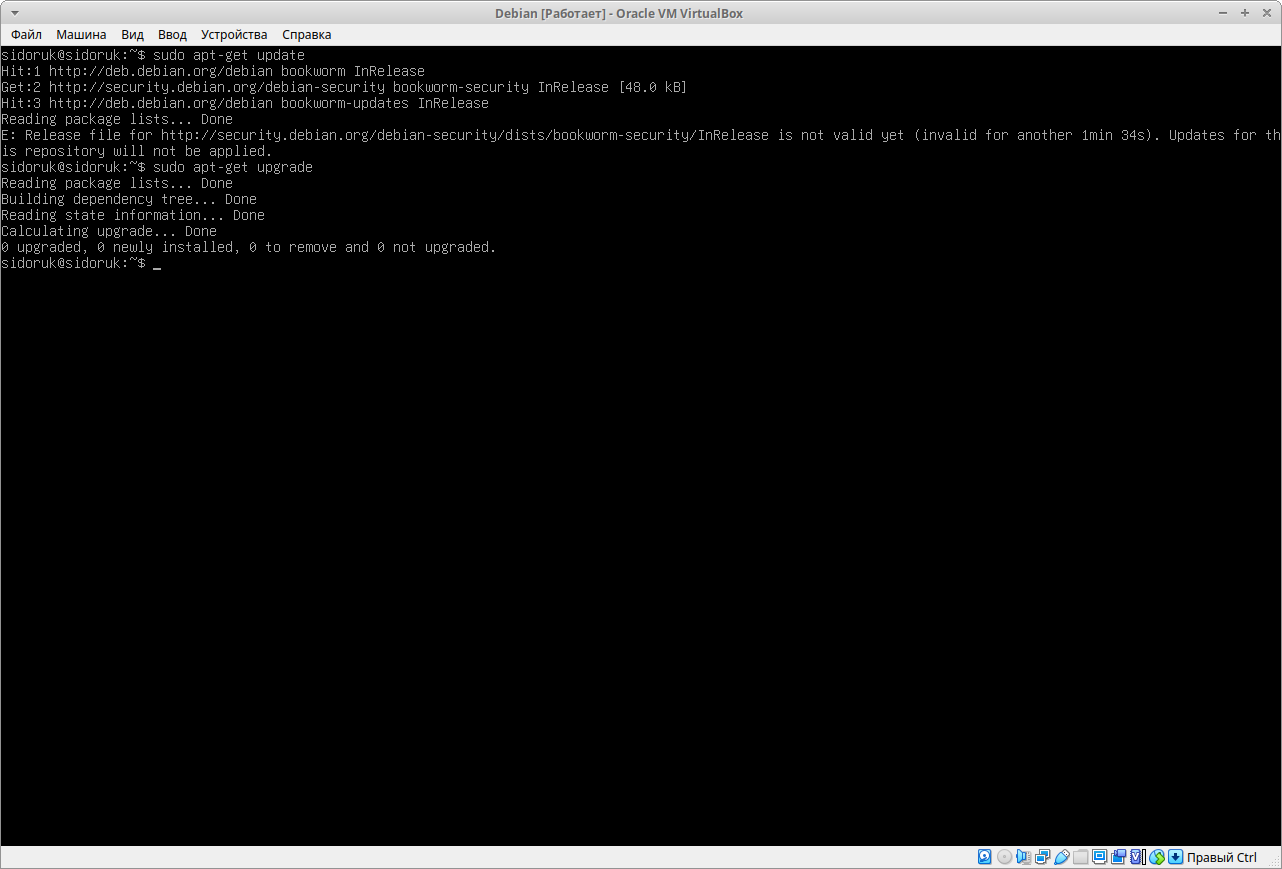 Debian [Работает] - Oracle VM VirtualBox
Файл Машина Вид Ввод Устройства Справка
sidoruk@sidoruk:~$ sudo apt-get update
Hit:1 http://deb.debian.org/debian bookworm InRelease
Get:2 http://security.debian.org/debian-security bookworm-security InRelease [48.0 kB]
Hit:3 http://deb.debian.org/debian bookworm-updates InRelease
Reading package lists... Done
E: Release file for http://security.debian.org/debian-security/dists/bookworm-security/InRelease is not valid yet (invalid for another 1min 34s). Updates for th
is repository will not be applied.
sidoruk@sidoruk:~$ sudo apt-get upgrade
Reading package lists... Done
Building dependency tree... Done
Reading state information... Done
Calculating upgrade... Done
0 upgraded, 0 newly installed, 0 to remove and 0 not upgraded.
sidoruk@sidoruk:~$ _
Правый Ctrl